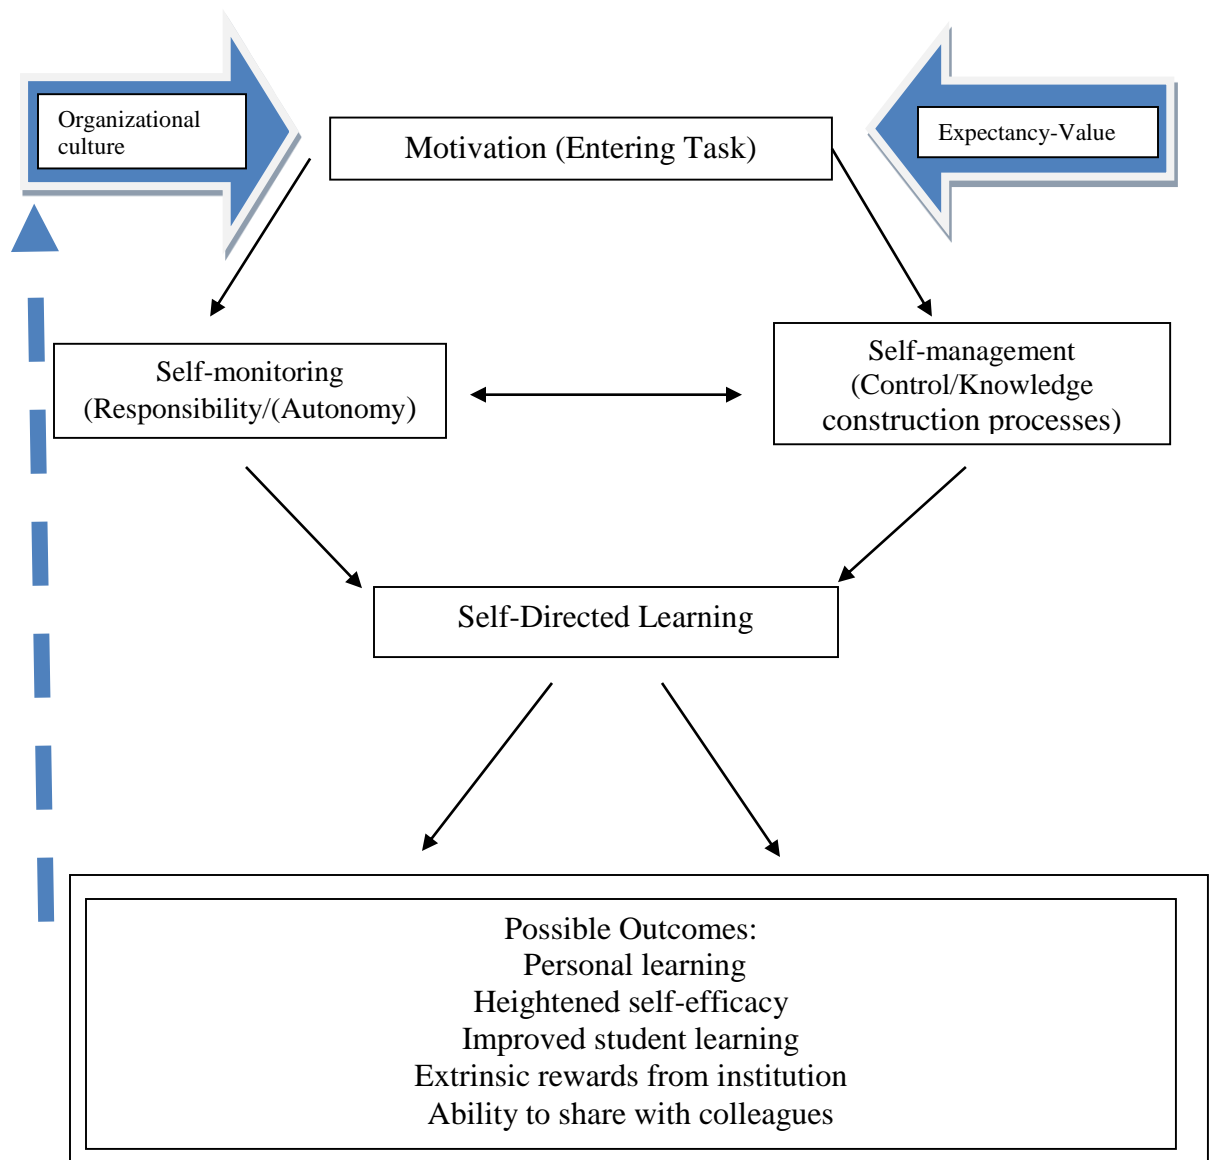 Organizational
culture
Motivation (Entering Task)
Expectancy-Value
Self-monitoring
(Responsibility/(Autonomy)
Self-management
(Control/Knowledge
construction processes)
Self-Directed Learning
Possible Outcomes:
Personal learning
Heightened self-efficacy
Improved student learning
Extrinsic rewards from institution
Ability to share with colleagues